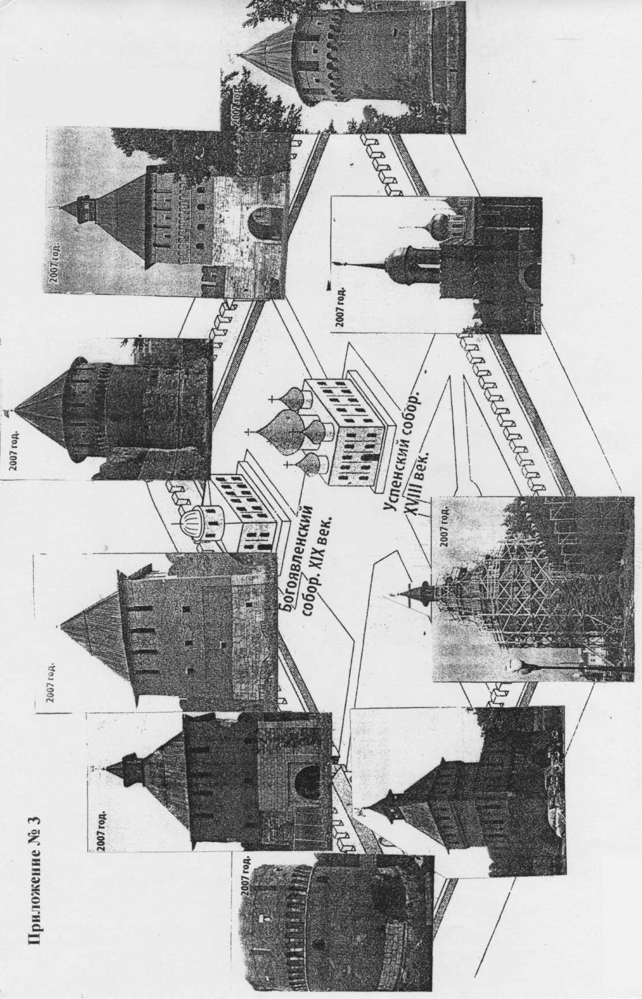 Приложение № 3
2007 год.
2007 год.
2007 год.
2007 год.
2007 год.
2007 год.
Богоявленский
собор. XIX век.
Успенский собор.
XVIII век.
2007 год.
2007 год.